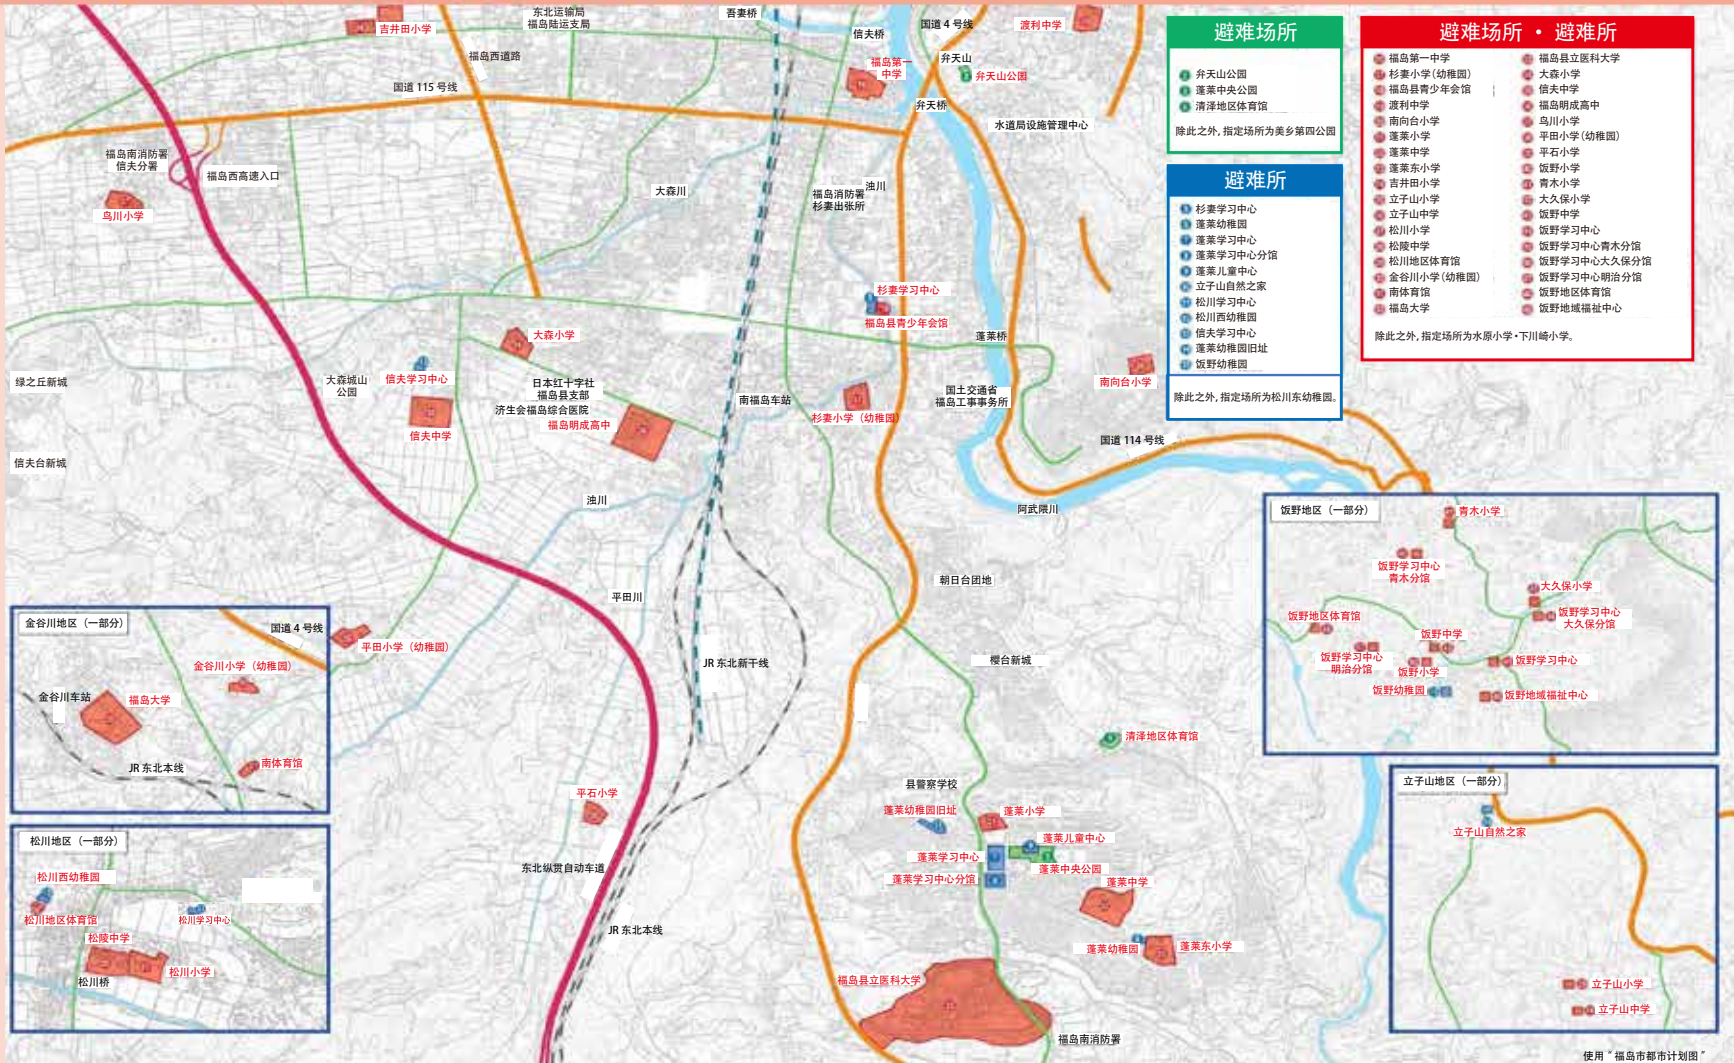 东北运输局
福岛陆运支局
吾妻桥
国道 4 号线
渡利中学
吉井田小学
信夫桥
福岛西道路
福岛第一
中学
弁天山
弁天山公园
国道 115 号线
弁天桥
水道局设施管理中心
福岛南消防署
信夫分署
福岛西高速入口
大森川
福岛消防署
杉妻出张所
浊川
鸟川小学
杉妻学习中心
福岛县青少年会馆
大森小学
蓬莱桥
绿之丘新城
大森城山
公园
信夫学习中心
日本红十字社
福岛县支部
济生会福岛综合医院
福岛明成高中
南福岛车站
国土交通省
福岛工事事务所
南向台小学
杉妻小学（幼稚园）
信夫中学
国道 114 号线
信夫台新城
浊川
阿武隈川
朝日台团地
平田川
平田小学（幼稚园）
JR 东北新干线
樱台新城
清泽地区体育馆
县警察学校
平石小学
蓬莱幼稚园旧址
蓬莱小学
蓬莱儿童中心
蓬莱学习中心
蓬莱中央公园
东北纵贯自动车道
蓬莱学习中心分馆
蓬莱中学
JR 东北本线
蓬莱幼稚园
蓬莱东小学
福岛县立医科大学
福岛南消防署
避难场所
弁天山公园
蓬莱中央公园
清泽地区体育馆
除此之外, 指定场所为美乡第四公园
避难所
杉妻学习中心
蓬莱幼稚园
蓬莱学习中心
蓬莱学习中心分馆
蓬莱儿童中心
立子山自然之家
松川学习中心
松川西幼稚园
信夫学习中心
蓬莱幼稚园旧址
饭野幼稚园
除此之外, 指定场所为松川东幼稚园。
避难场所 · 避难所
福岛第一中学
杉妻小学(幼稚园)
福岛县青少年会馆
渡利中学
南向台小学
蓬莱小学
蓬莱中学
蓬莱东小学
吉井田小学
立子山小学
立子山中学
松川小学
松陵中学
松川地区体育馆
金谷川小学(幼稚园)
南体育馆
福岛大学
福岛县立医科大学
大森小学
信夫中学
福岛明成高中
鸟川小学
平田小学(幼稚园)
平石小学
饭野小学
青木小学
大久保小学
饭野中学
饭野学习中心
饭野学习中心青木分馆
饭野学习中心大久保分馆
饭野学习中心明治分馆
饭野地区体育馆
饭野地域福祉中心
除此之外, 指定场所为水原小学·下川崎小学。
金谷川地区（一部分）
国道 4 号线
金谷川小学（幼稚园）
金谷川车站
福岛大学
南体育馆
JR 东北本线
松川地区（一部分）
松川西幼稚园
松川地区体育馆
松川学习中心
松陵中学
松川小学
松川桥
饭野地区（一部分）
青木小学
饭野学习中心
青木分馆
大久保小学
饭野学习中心
大久保分馆
饭野地区体育馆
饭野中学
饭野学习中心
明治分馆
饭野小学
饭野学习中心
饭野幼稚园
饭野地域福祉中心
立子山地区（一部分）
立子山自然之家
立子山小学
立子山中学
使用 " 福岛市都市计划图 "